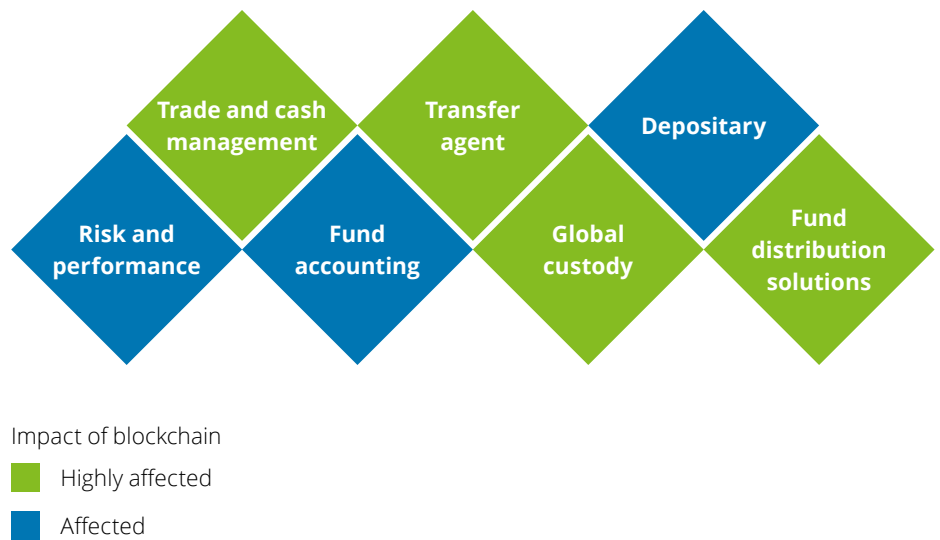 Trade and cash
management
Transfer
agent
Depositary
Risk and
performance
Fund
accounting
Global
custody
Fund
distribution
solutions
Impact of blockchain
Highly affected
Affected